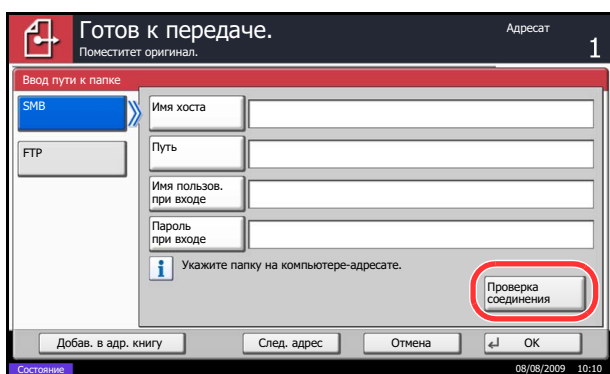 Готов к передаче.
Поместитет оригинал.
Адресат
1
Ввод пути к папке
SMB
FTP
Имя хоста
Путь
Имя пользов.
при входе
Пароль
при входе
i Укажите папку на компьютере-адресате.
Проверка
соединения
Добав. в адр. книгу
След. адрес
Отмена
OK
Состояние
08/08/2009 10:10